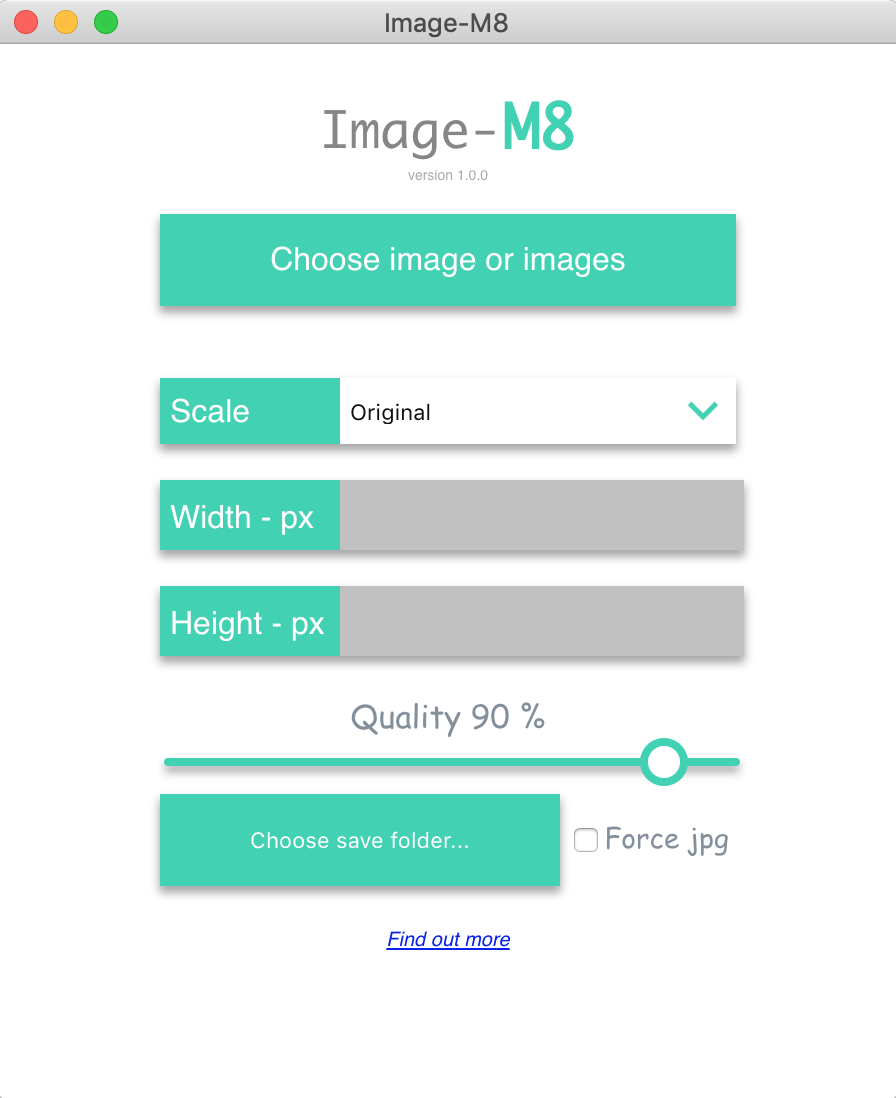 Image-M8
Image-M8
version 1.0.0
Choose image or images
Scale Original
Width - px
Height - px
Quality 90 %
Choose save folder... Force jpg
Find out more